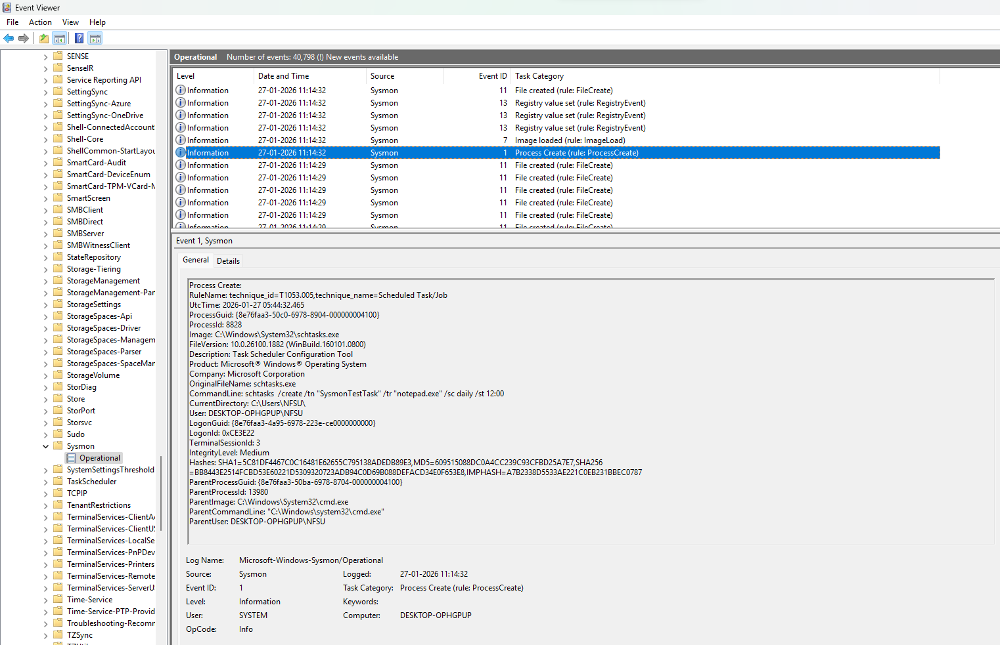 Event Viewer
File Action View Help
SENSE
SenseIR
Service Reporting API
SettingSync
SettingSync-Azure
SettingSync-OneDrive
Shell-ConnectedAccount
Shell-Core
ShellCommon-StartLayou
SmartCard-Audit
SmartCard-DeviceEnum
SmartCard-TPM-VCard-M
SmartScreen
SMBClient
SMBDirect
SMBServer
SMBWitnessClient
StateRepository
Storage-Tiering
StorageManagement
StorageManagement-Par
StorageSettings
StorageSpaces-Api
StorageSpaces-Driver
StorageSpaces-Managem
StorageSpaces-Parser
StorageSpaces-SpaceMar
StorageVolume
StorDiag
Store
StorPort
Storsvc
Sudo
Sysmon
Operational
SystemSettingsThreshold
TaskScheduler
TCPIP
TenantRestrictions
TerminalServices-ClientA
TerminalServices-ClientU
TerminalServices-LocalSe
TerminalServices-PnPDev
TerminalServices-Printers
TerminalServices-Remote
TerminalServices-ServerU
Time-Service
Time-Service-PTP-Provid
Troubleshooting-Recomm
TZSync
Operational Number of events: 40,798 (!) New events available
Level Date and Time Source Event ID Task Category
Information 27-01-2026 11:14:32 Sysmon 11 File created (rule: FileCreate)
Information 27-01-2026 11:14:32 Sysmon 13 Registry value set (rule: RegistryEvent)
Information 27-01-2026 11:14:32 Sysmon 13 Registry value set (rule: RegistryEvent)
Information 27-01-2026 11:14:32 Sysmon 13 Registry value set (rule: RegistryEvent)
Information 27-01-2026 11:14:32 Sysmon 7 Image loaded (rule: ImageLoad)
Information 27-01-2026 11:14:32 Sysmon 1 Process Create (rule: ProcessCreate)
Information 27-01-2026 11:14:29 Sysmon 11 File created (rule: FileCreate)
Information 27-01-2026 11:14:29 Sysmon 11 File created (rule: FileCreate)
Information 27-01-2026 11:14:29 Sysmon 11 File created (rule: FileCreate)
Information 27-01-2026 11:14:29 Sysmon 11 File created (rule: FileCreate)
Information 27-01-2026 11:14:29 Sysmon 11 File created (rule: FileCreate)
Information 27-01-2026 11:14:29 Sysmon 11 File created (rule: FileCreate)
Event 1, Sysmon
General Details
Process Create:
RuleName: technique_id=T1053.005,technique_name=Scheduled Task/Job
UtcTime: 2026-01-27 05:44:32.465
ProcessGuid: {8e76faa3-50c0-6978-8904-000000004100}
ProcessId: 8828
Image: C:\Windows\System32\schtasks.exe
FileVersion: 10.0.26100.1882 (WinBuild.160101.0800)
Description: Task Scheduler Configuration Tool
Product: Microsoft® Windows® Operating System
Company: Microsoft Corporation
OriginalFileName: schtasks.exe
CommandLine: schtasks  /create /tn "SysmonTestTask" /tr "notepad.exe" /sc daily /st 12:00
CurrentDirectory: C:\Users\NFSU\
User: DESKTOP-OPHGPUP\NFSU
LogonGuid: {8e76faa3-4a95-6978-223e-ce0000000000}
LogonId: 0xCE3E22
TerminalSessionId: 3
IntegrityLevel: Medium
Hashes: SHA1=5C81DF4467C0C16481E62655C795138ADEDB89E3,MD5=609515088DC0A4CC239C93CFBD25A7E7,SHA256
=BB8443E2514FCBD53E60221D5309320723ADB94C0D69B088DEFACD34E0F653E8,IMPHASH=A7B2338D5533AE221C0EB231BBEC0787
ParentProcessGuid: {8e76faa3-50ba-6978-8704-000000004100}
ParentProcessId: 13980
ParentImage: C:\Windows\System32\cmd.exe
ParentCommandLine: "C:\Windows\system32\cmd.exe"
ParentUser: DESKTOP-OPHGPUP\NFSU
Log Name: Microsoft-Windows-Sysmon/Operational
Source: Sysmon Logged: 27-01-2026 11:14:32
Event ID: 1 Task Category: Process Create (rule: ProcessCreate)
Level: Information Keywords:
User: SYSTEM Computer: DESKTOP-OPHGPUP
OpCode: Info